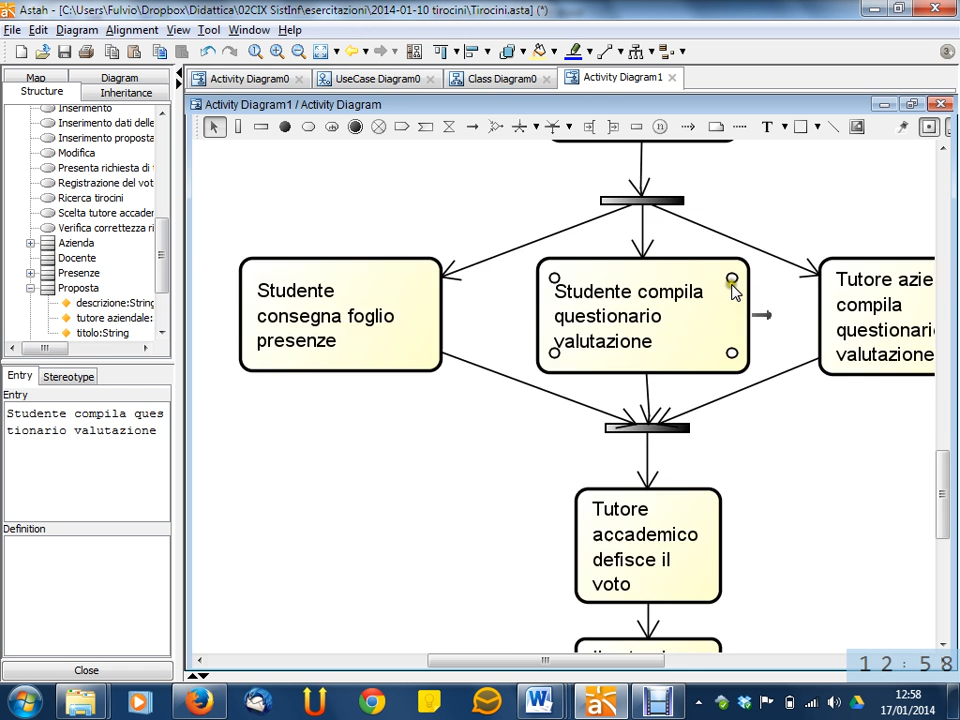 Astah - [C:\Users\Fulvio\Dropbox\Didattica\02CIX SistInf\esercitazioni\2014-01-10 tirocini\Tirocini.asta] (*)
File Edit Diagram Alignment View Tool Window Help
3
Map Diagram
Structure Inheritance
Activity Diagram0 UseCase Diagram0 Class Diagram0 Activity Diagram1
Activity Diagram1 / Activity Diagram
T
Inserimento
Inserimento dati delle
Inserimento proposta
Modifica
Presenta richiesta di
Registrazione del vot
Ricerca tirocini
Scelta tutore accader
Verifica correttezza ri
Azienda
Docente
Presenze
Proposta
descrizione:String
tutore aziendale:
titolo:String
Entry Stereotype
Entry
Studente compila ques
tionario valutazione
Definition
Close
Studente
consegna foglio
presenze
Studente compila
questionario
valutazione
Tutore azie
compila
questionari
valutazione
Tutore
accademico
defisce il
voto
12:58
12:58
17/01/2014